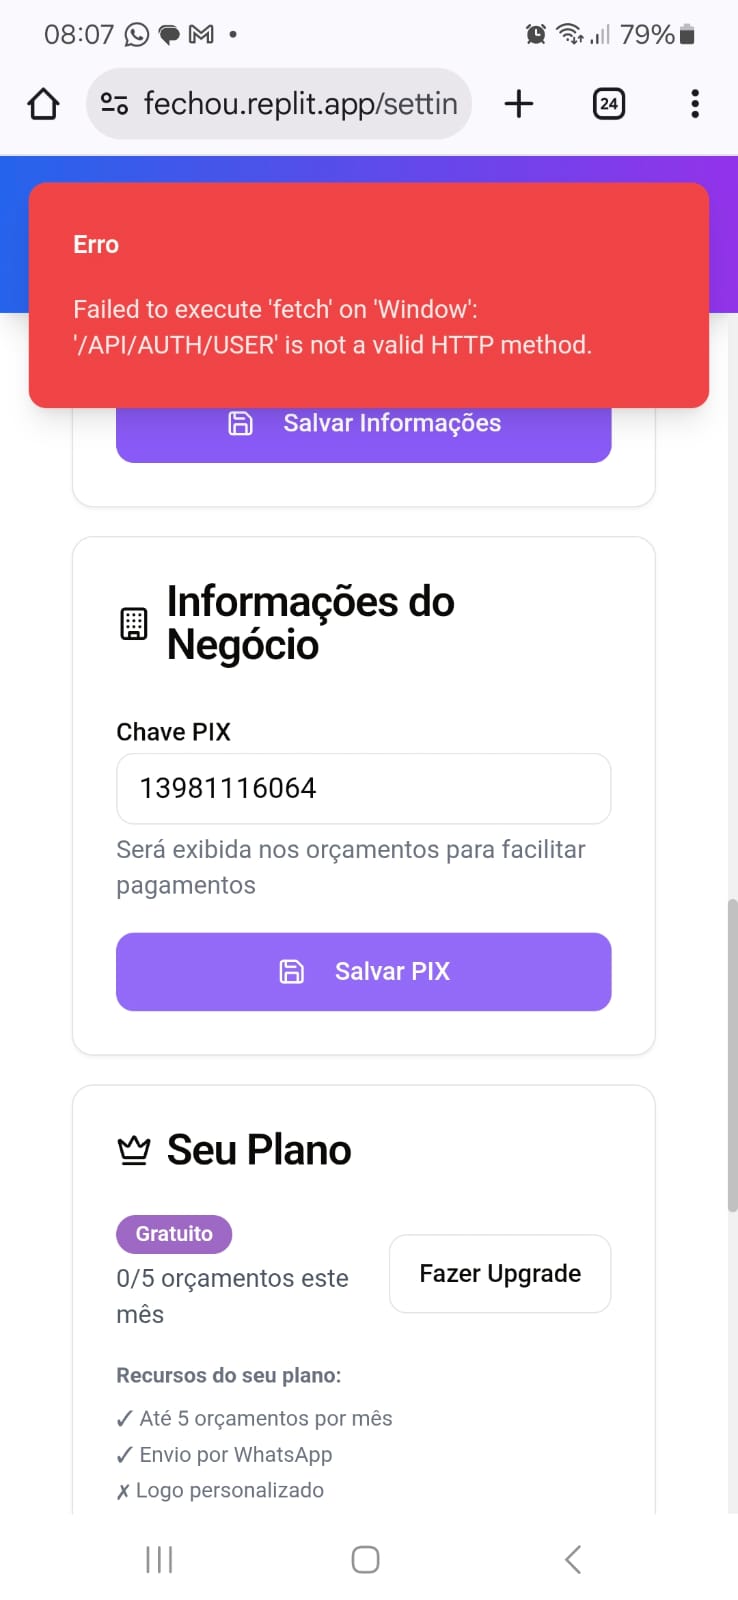 08:07
79%
fechou.replit.app/settin
24
Erro
Failed to execute 'fetch' on 'Window':
'/API/AUTH/USER' is not a valid HTTP method.
Salvar Informações
Informações do
Negócio
Chave PIX
13981116064
Será exibida nos orçamentos para facilitar
pagamentos
Salvar PIX
Seu Plano
Gratuito
0/5 orçamentos este
mês
Fazer Upgrade
Recursos do seu plano:
✓ Até 5 orçamentos por mês
✓ Envio por WhatsApp
✗ Logo personalizado